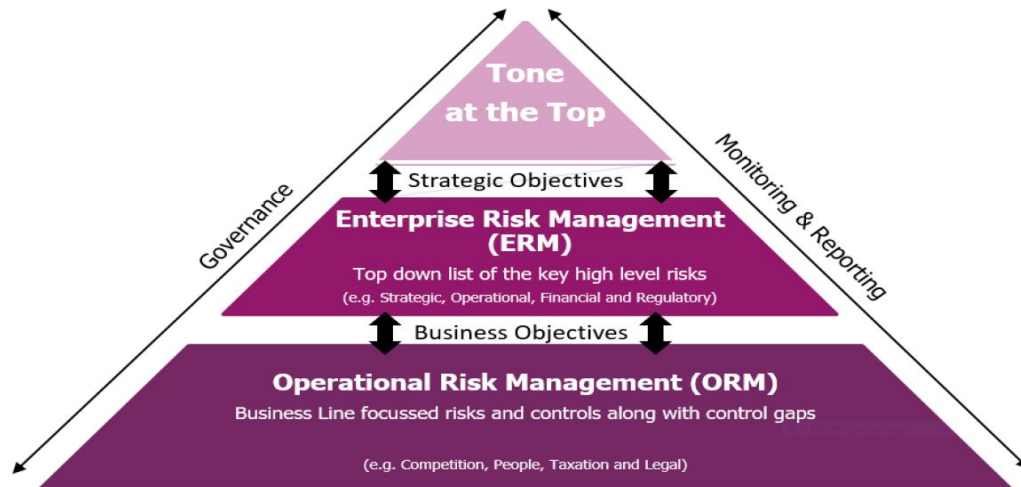 Tone
at the Top
Strategic Objectives
Governance
Monitoring & Reporting
Enterprise Risk Management
(ERM)
Top down list of the key high level risks
(e.g. Strategic, Operational, Financial and Regulatory)
Business Objectives
Operational Risk Management (ORM)
Business Line focussed risks and controls along with control gaps
(e.g. Competition, People, Taxation and Legal)